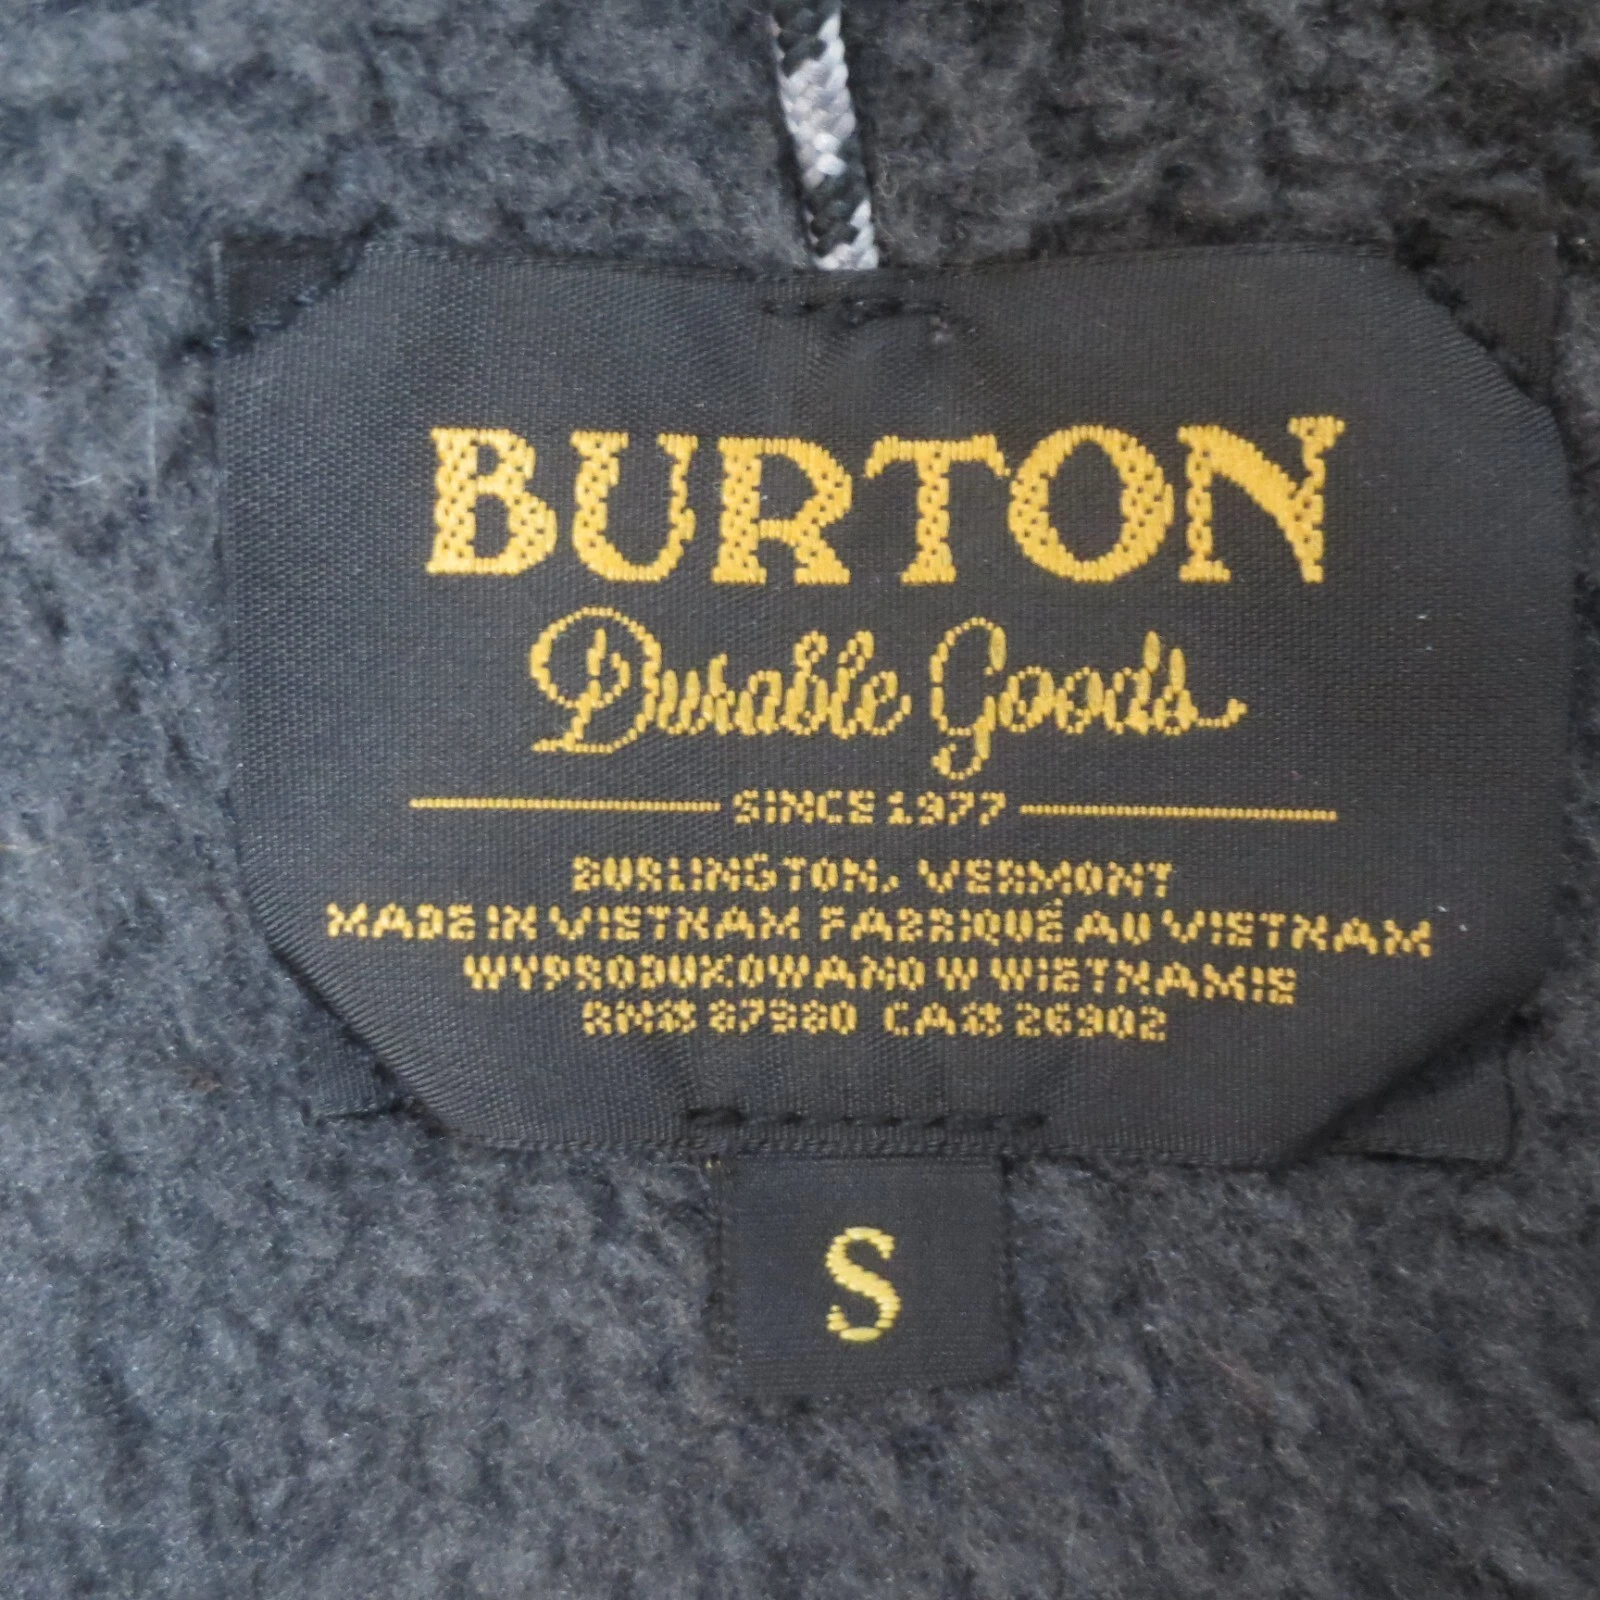 BURTON
Durable Goods
SINCE 1977
BURLINGTON, VERMONT
MADE IN VIETNAM FABRIQUÉ AU VIETNAM
WYPRODUKOWANO W WIETNAMIE
RN# 87980 CA# 26902
S